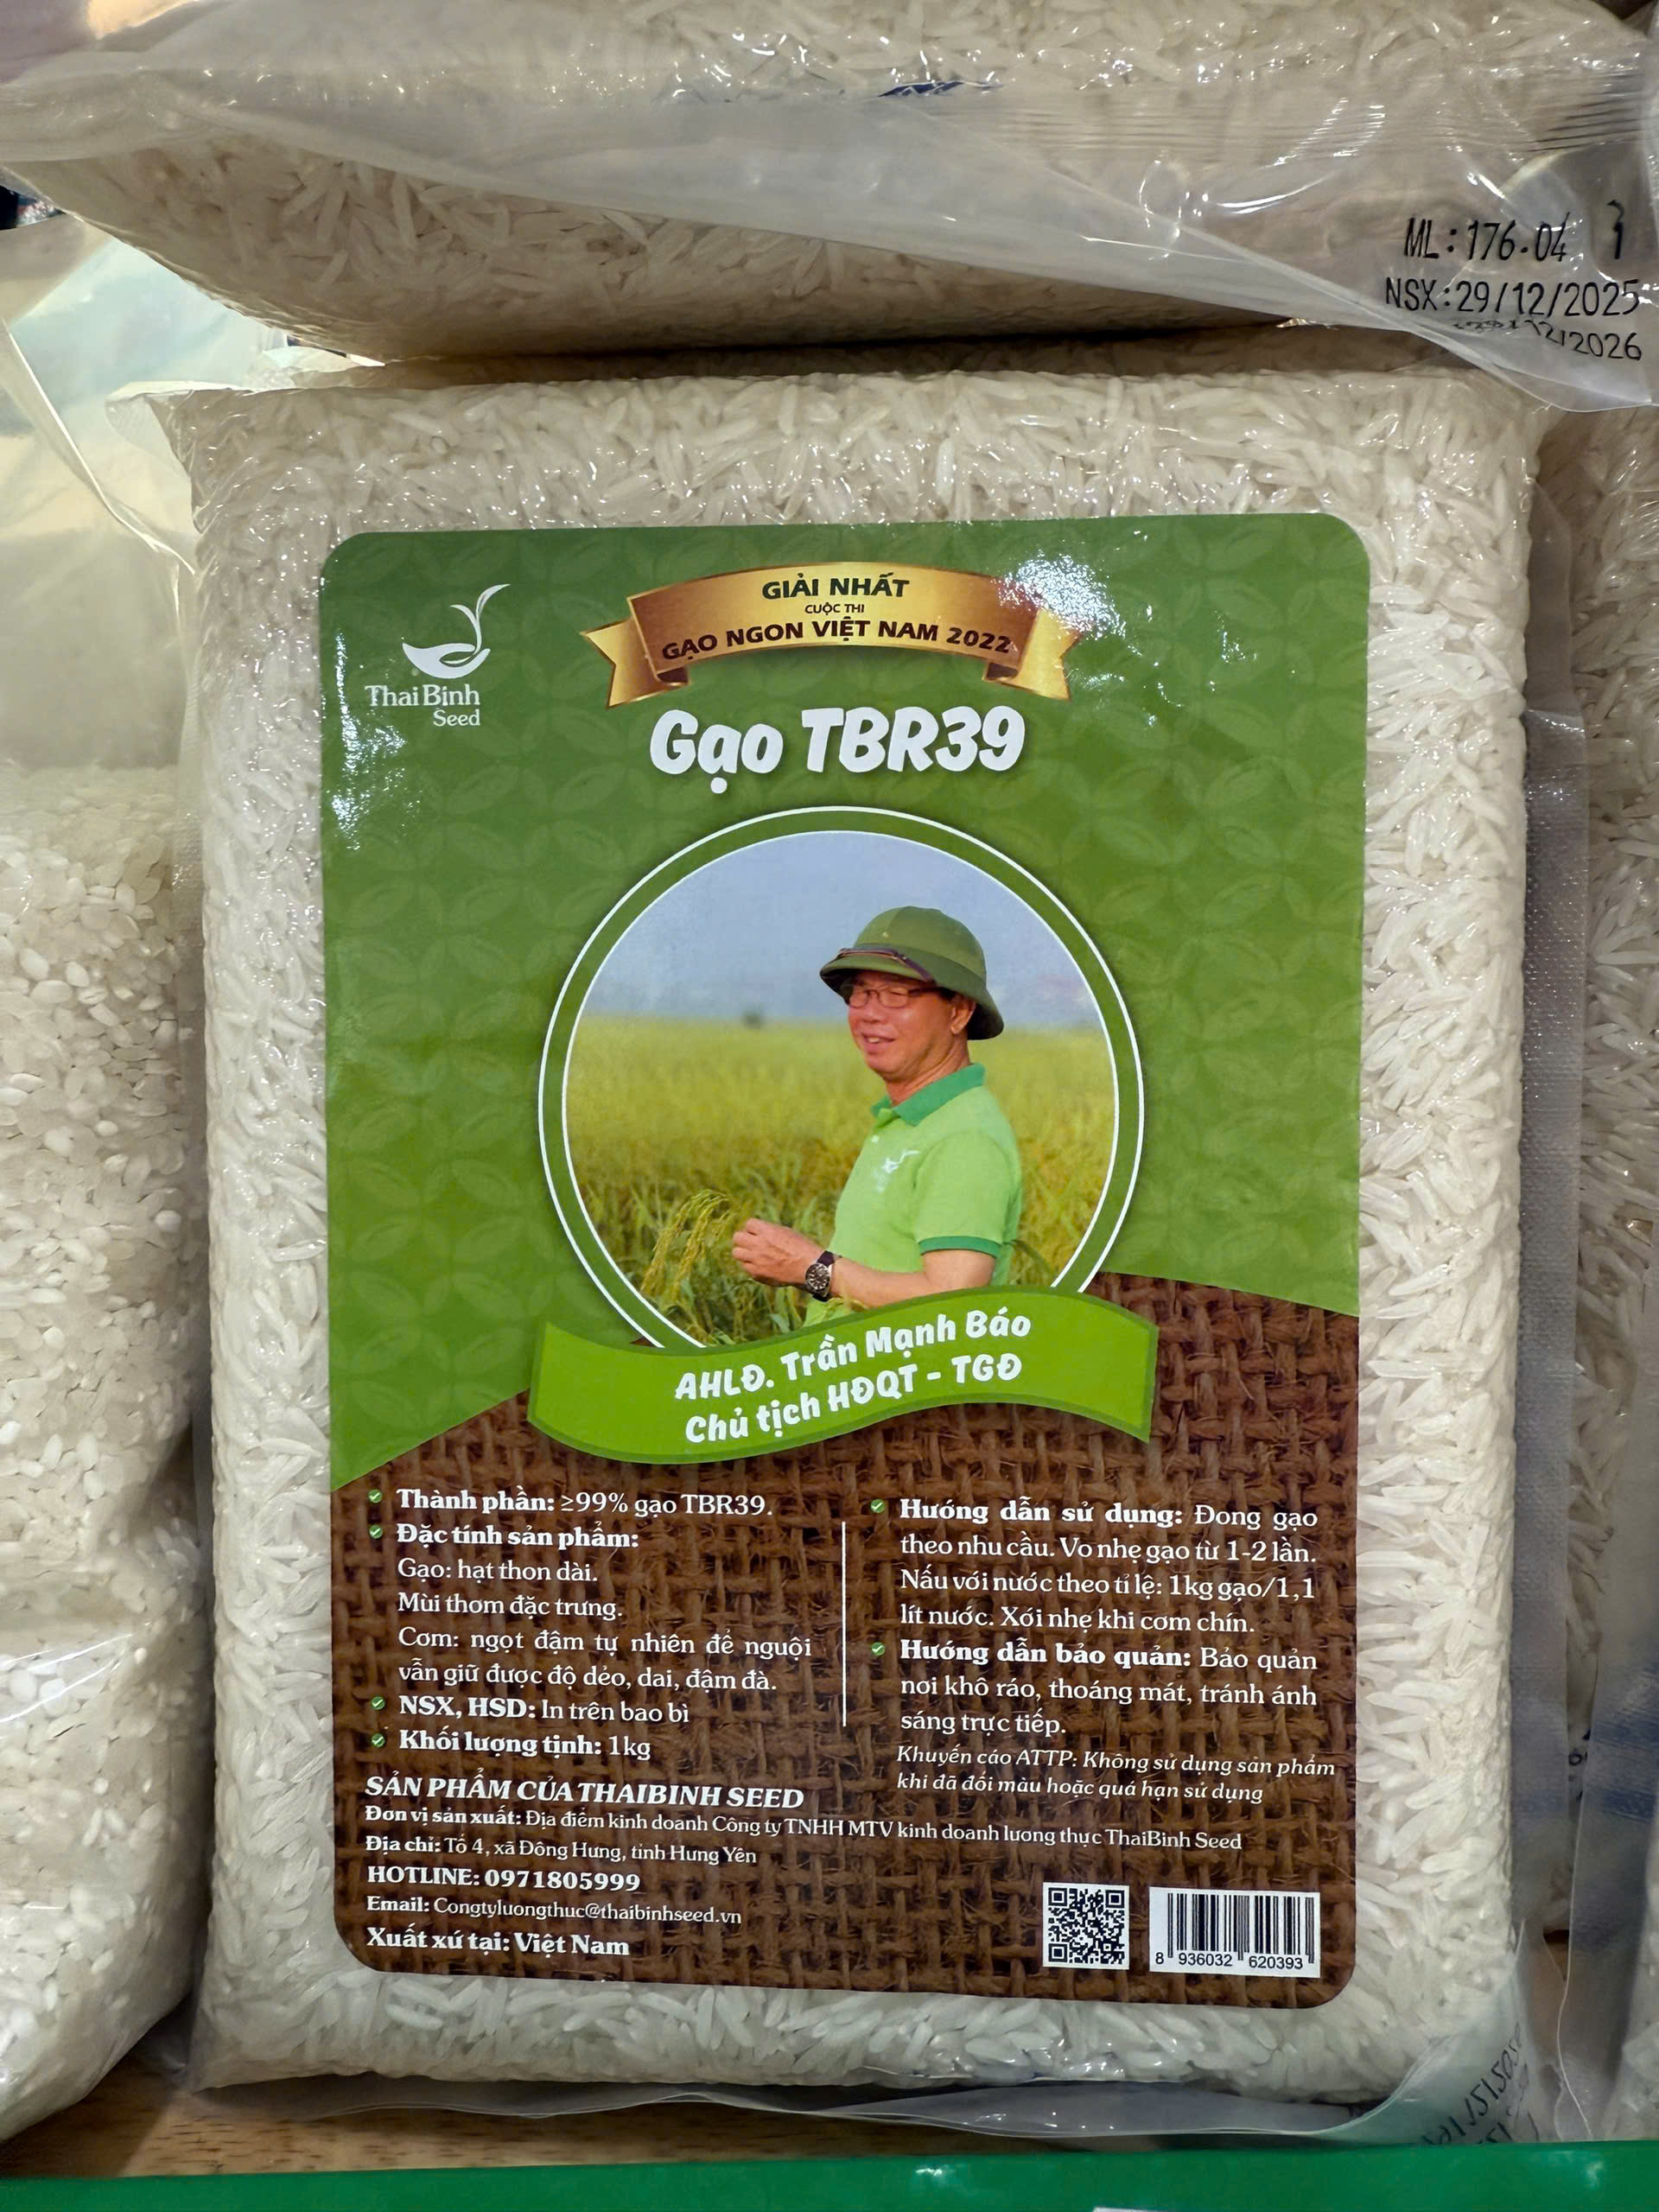 ML: 176.04
NSX:29/12/2025
12/2026
ThaiBinh
Seed
GIẢI NHẤT
CUỘC THI
GẠO NGON VIỆT NAM 2022
Gạo TBR39
AHLĐ. Trần Mạnh Báo
Chủ tịch HĐQT - TGĐ
Thành phần: ≥99% gạo TBR39.
Đặc tính sản phẩm:
Gạo: hạt thon dài.
Mùi thơm đặc trưng.
Cơm: ngọt đậm tự nhiên để nguội
vẫn giữ được độ dẻo, dai, đậm đà.
NSX, HSD: In trên bao bì
Khối lượng tịnh: 1kg
Hướng dẫn sử dụng: Đong gạo
theo nhu cầu. Vo nhẹ gạo từ 1-2 lần.
Nấu với nước theo tỉ lệ: 1kg gạo/1,1
lít nước. Xới nhẹ khi cơm chín.
Hướng dẫn bảo quản: Bảo quản
nơi khô ráo, thoáng mát, tránh ánh
sáng trực tiếp.
Khuyến cáo ATTP: Không sử dụng sản phẩm
khi đã đổi màu hoặc quá hạn sử dụng
SẢN PHẨM CỦA THAIBINH SEED
Đơn vị sản xuất: Địa điểm kinh doanh Công ty TNHH MTV kinh doanh lương thực ThaiBinh Seed
Địa chỉ: Tổ 4, xã Đông Hưng, tỉnh Hưng Yên
HOTLINE: 0971805999
Email: Congtyluongthuc@thaibinhseed.vn
Xuất xứ tại: Việt Nam
8 936032 620393